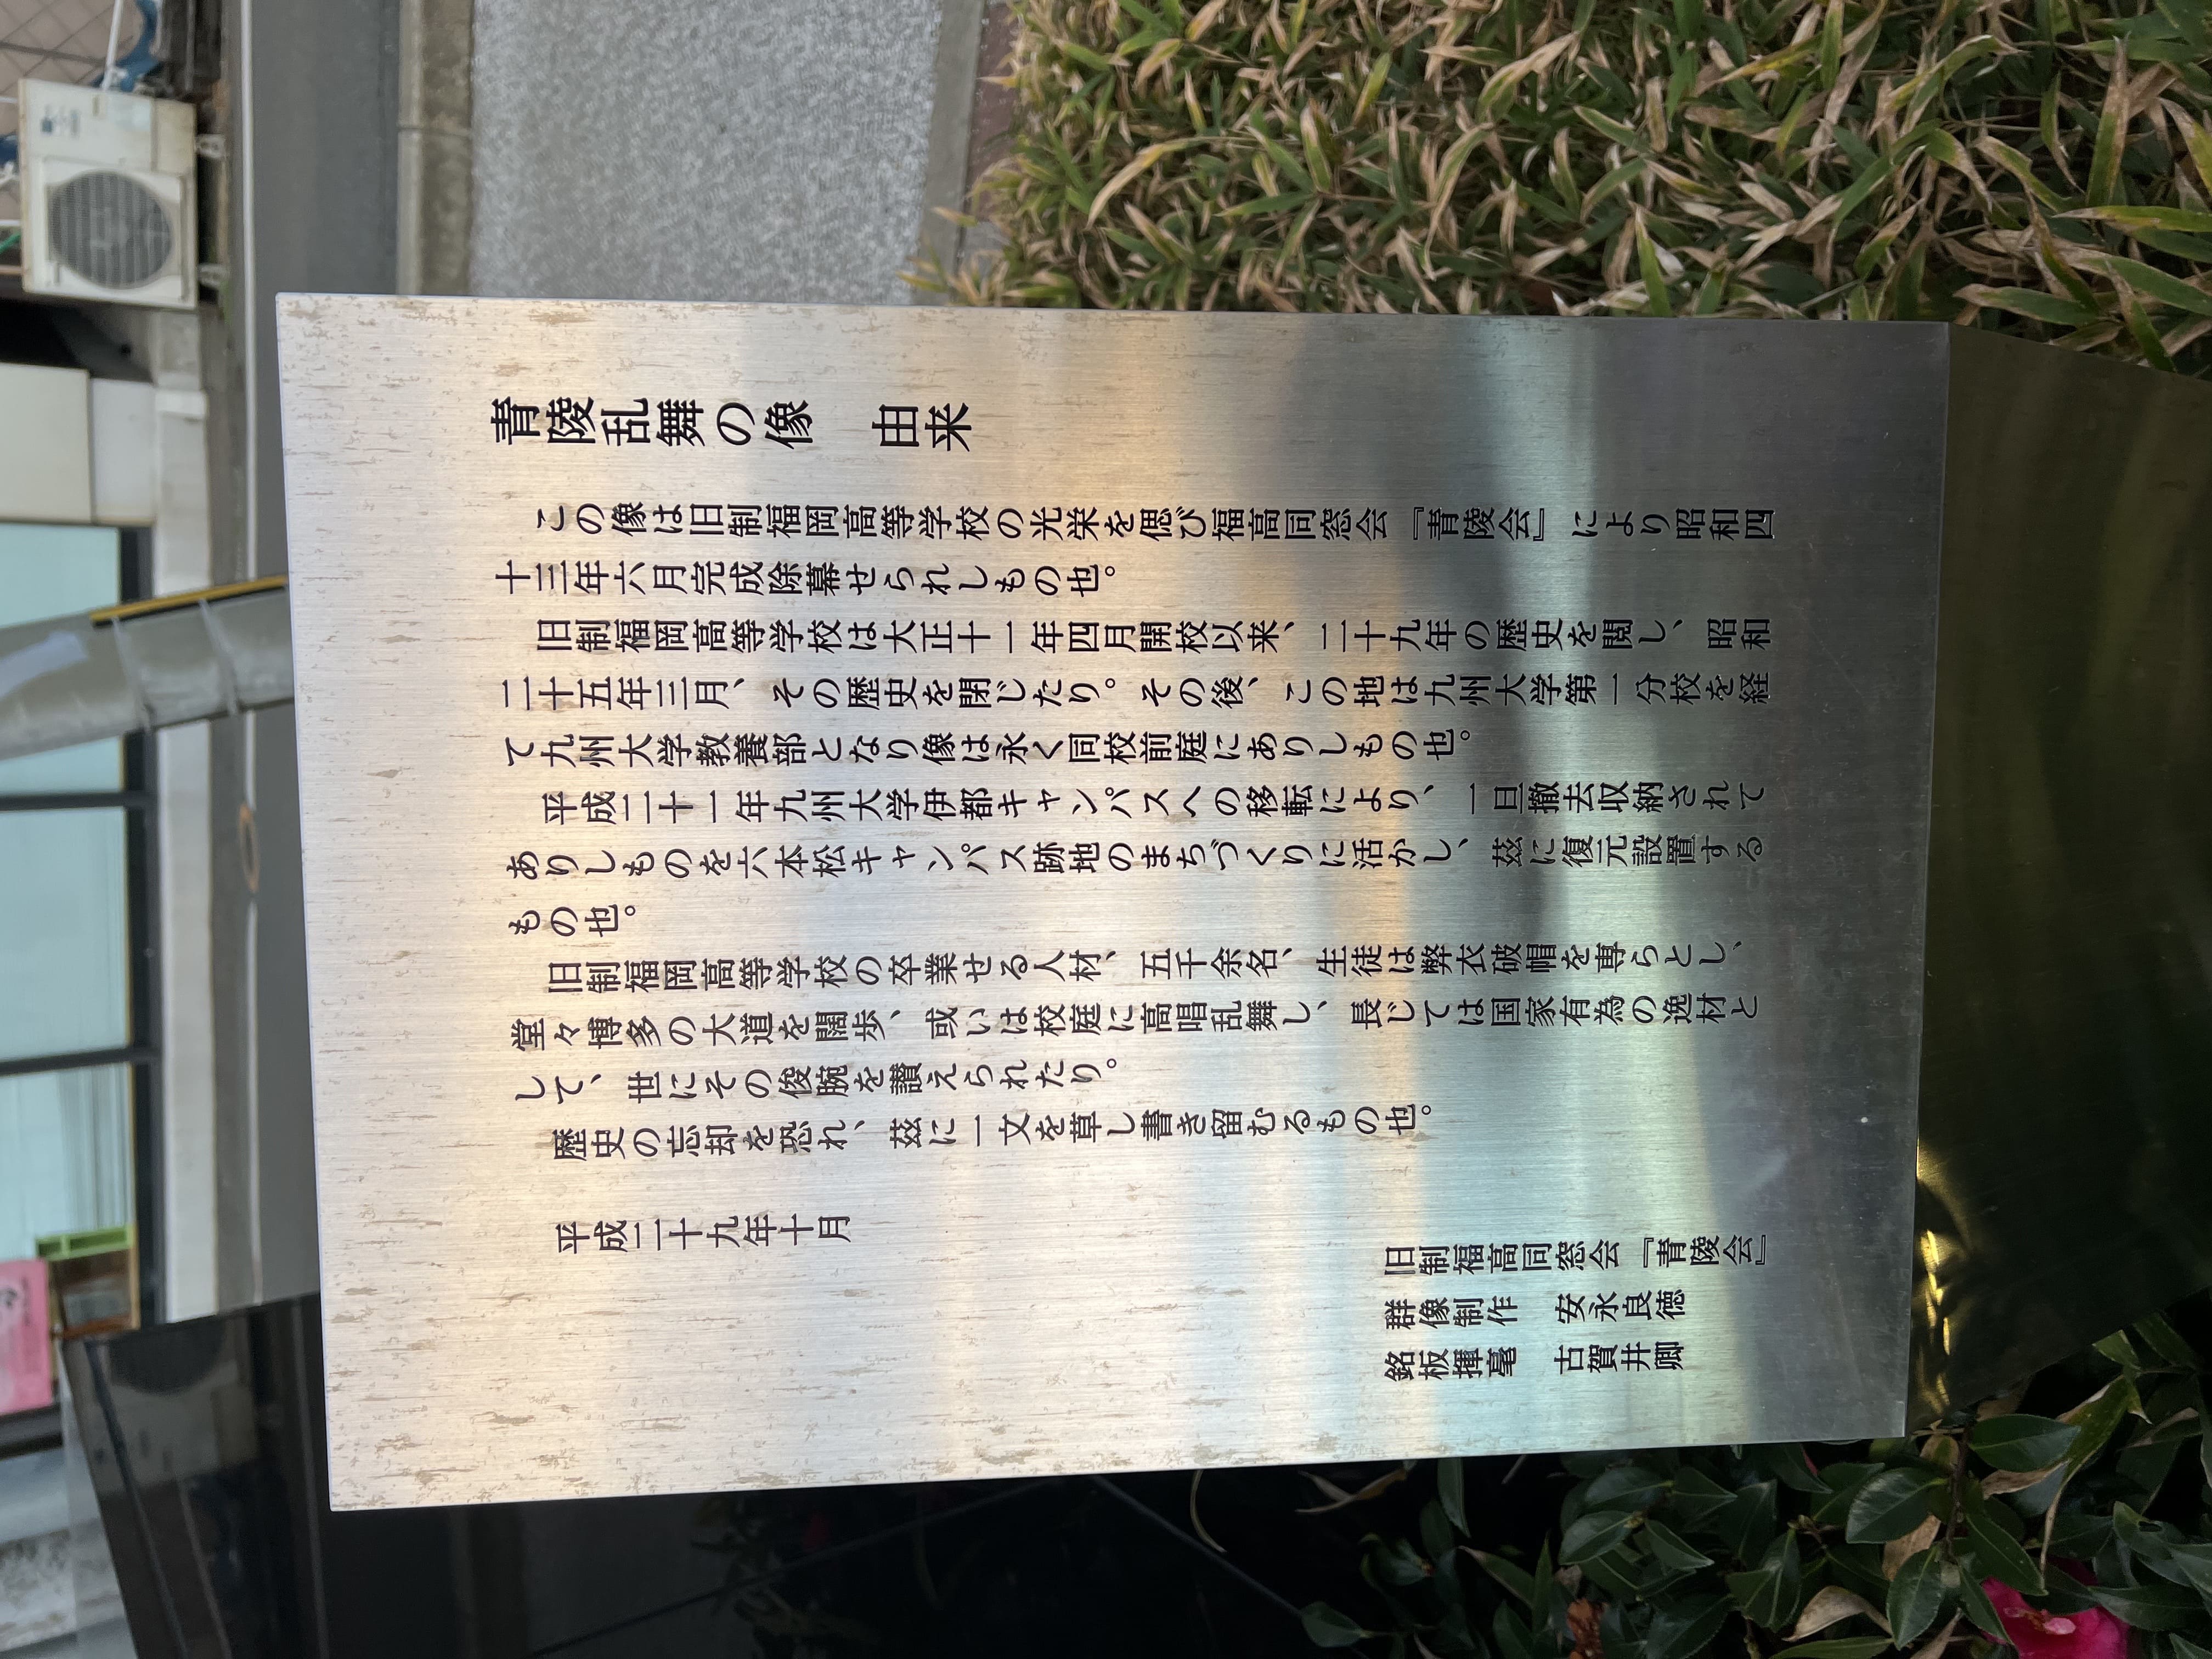 青陵乱舞の像　由来
この像は旧制福岡高等学校の光栄を偲び福高同窓会『青陵会』により昭和四
十三年六月完成除幕せられしもの也。
旧制福岡高等学校は大正十一年四月開校以来、二十九年の歴史を閲し、昭和
二十五年三月、その歴史を閉じたり。その後、この地は九州大学第一分校を経
て九州大学教養部となり像は永く同校前庭にありしもの也。
平成二十一年九州大学伊都キャンパスへの移転により、一旦撤去収納されて
ありしものを六本松キャンパス跡地のまちづくりに活かし、茲に復元設置する
もの也。
旧制福岡高等学校の卒業せる人材、五千余名、生徒は弊衣破帽を専らとし、
堂々博多の大道を闊歩、或いは校庭に高唱乱舞し、長じては国家有為の逸材と
して、世にその俊腕を讃えられたり。
歴史の忘却を恐れ、茲に一文を草し書き留むるもの也。
平成二十九年十月
旧制福高同窓会『青陵会』
群像制作　安永良徳
銘板揮毫　古賀井卿